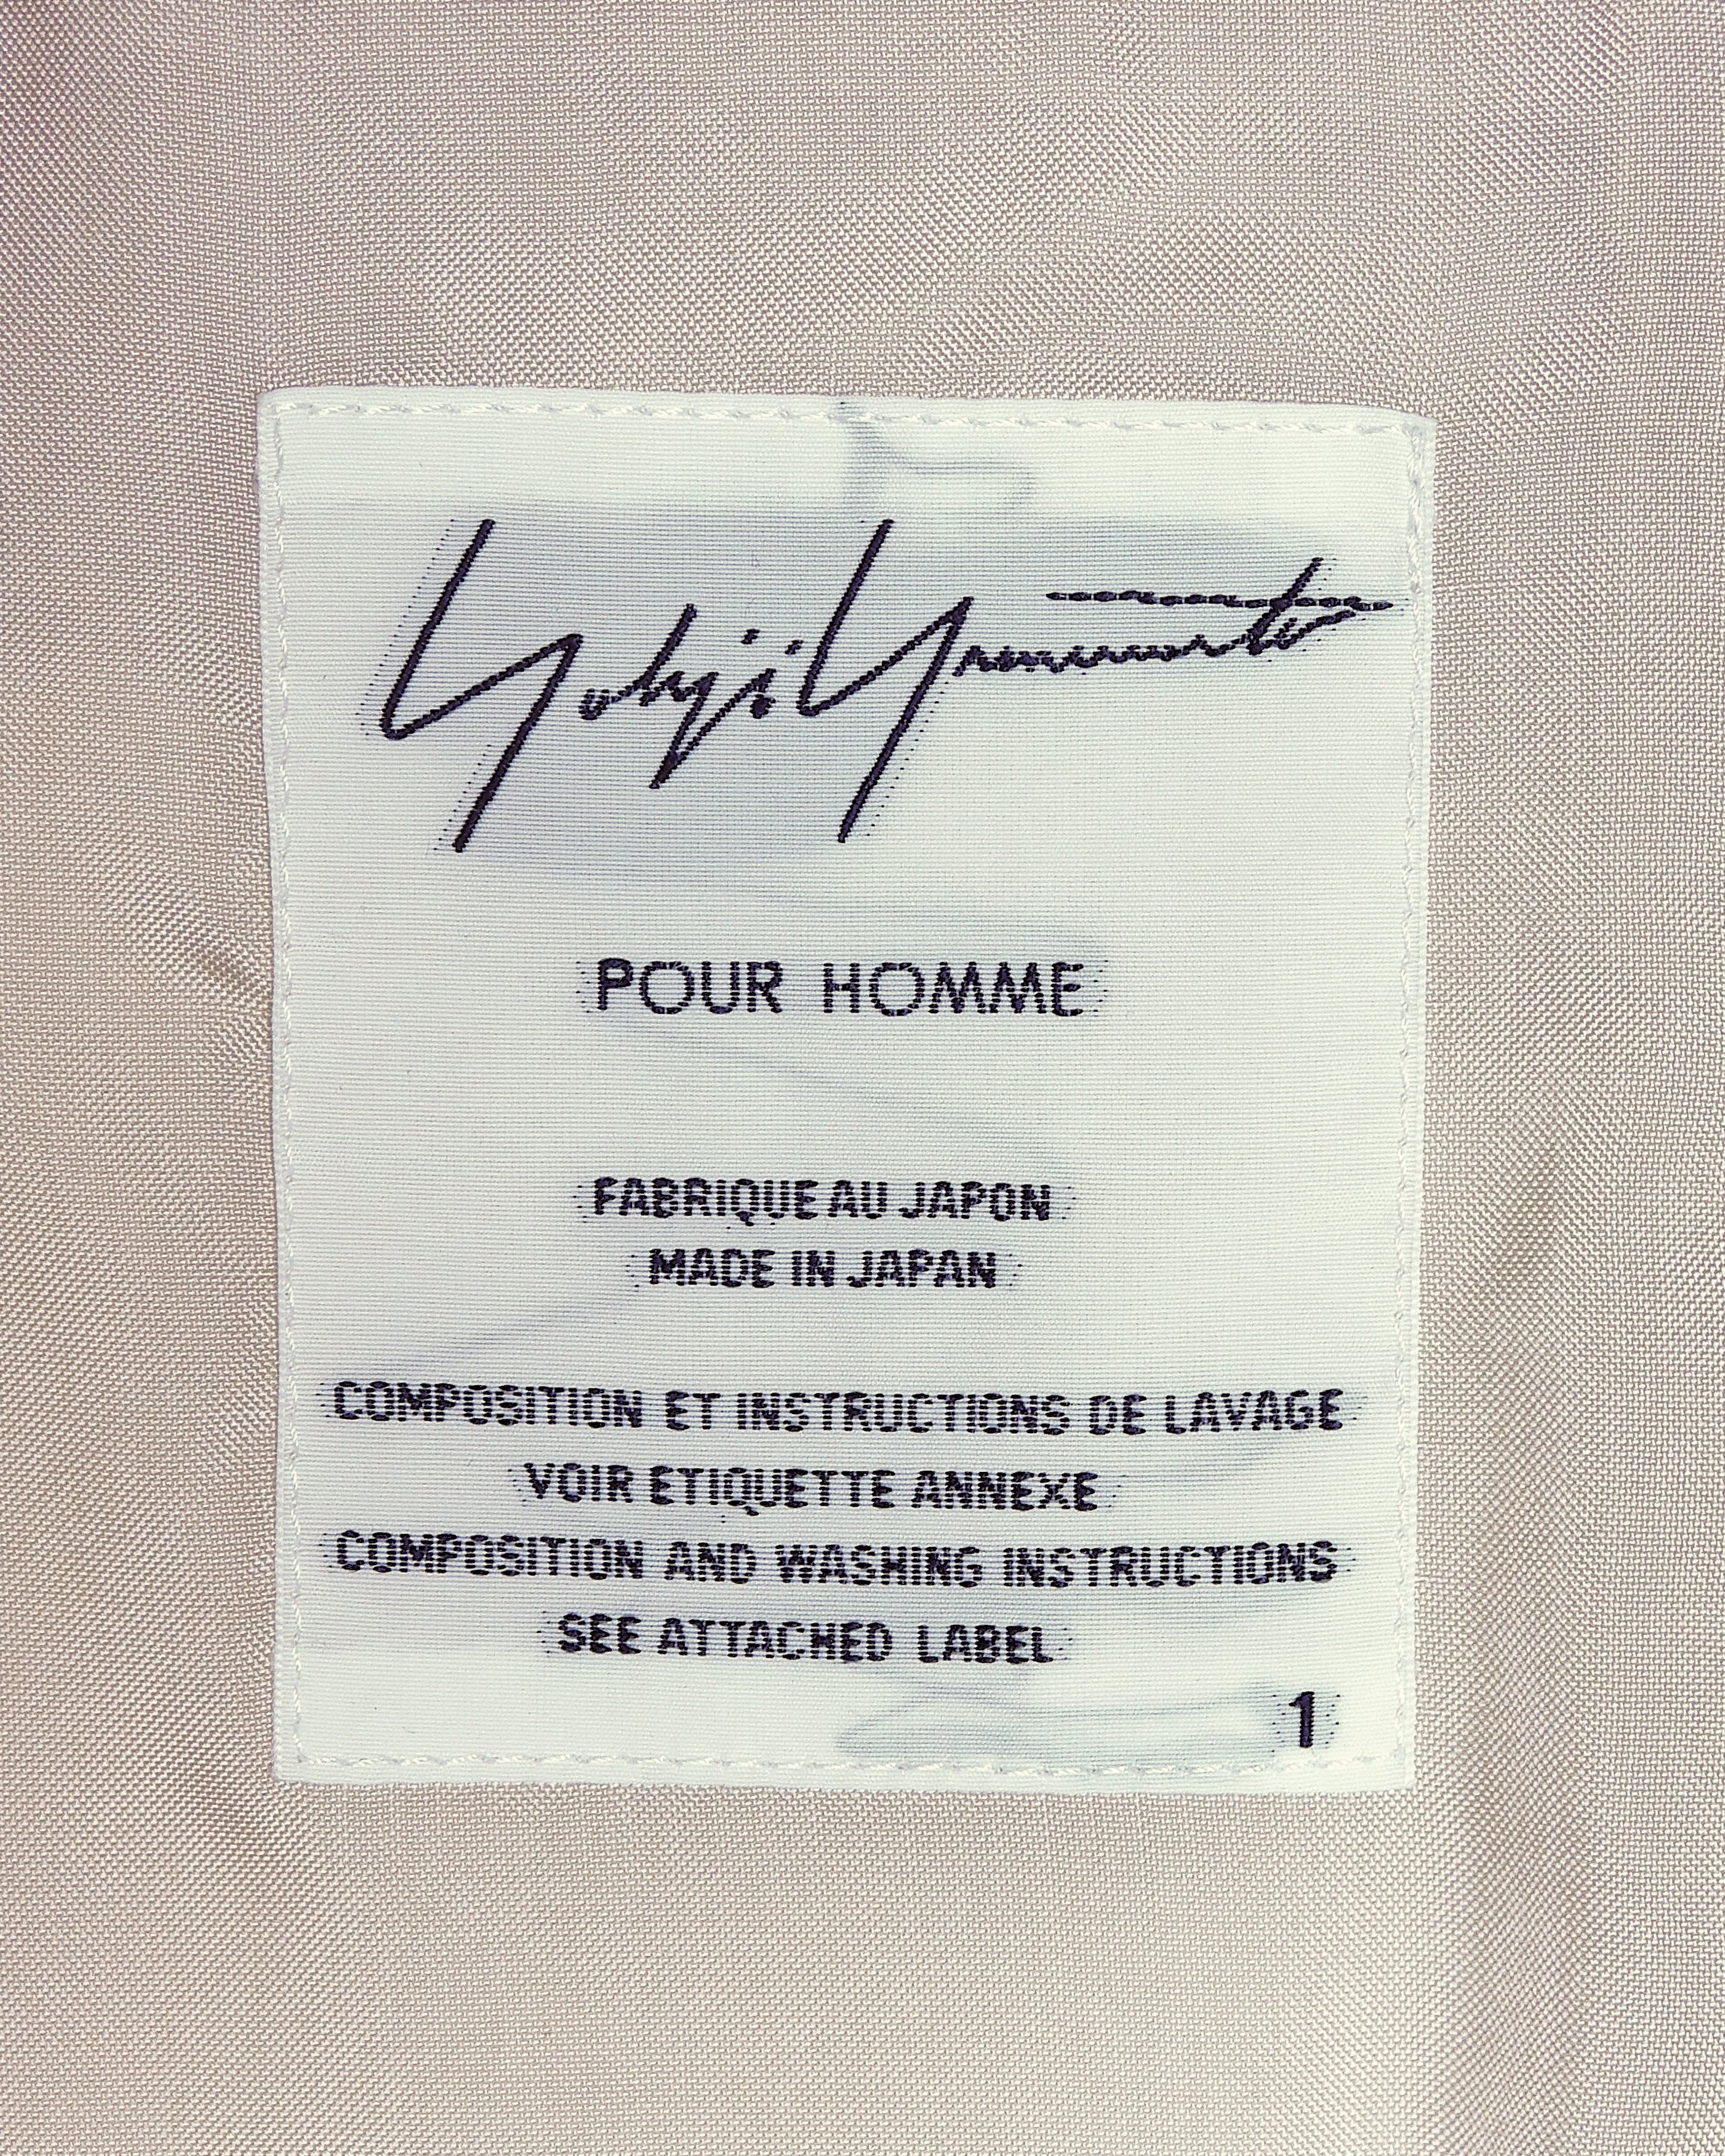 Yohji Yamamoto
POUR HOMME
FABRIQUE AU JAPON
MADE IN JAPAN
COMPOSITION ET INSTRUCTIONS DE LAVAGE
VOIR ETIQUETTE ANNEXE
COMPOSITION AND WASHING INSTRUCTIONS
SEE ATTACHED LABEL
1